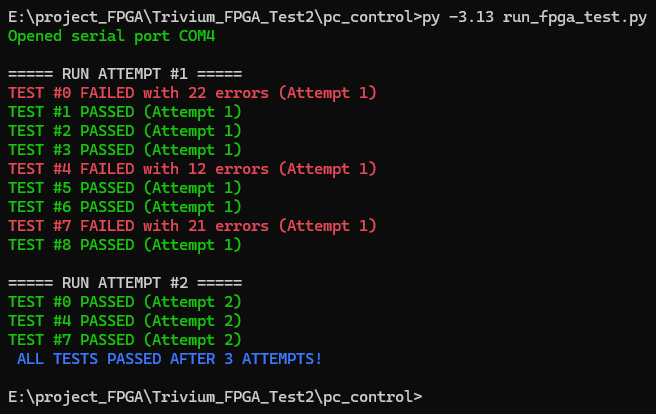 E:\project_FPGA\Trivium_FPGA_Test2\pc_control>py -3.13 run_fpga_test.py
Opened serial port COM4
===== RUN ATTEMPT #1 =====
TEST #0 FAILED with 22 errors (Attempt 1)
TEST #1 PASSED (Attempt 1)
TEST #2 PASSED (Attempt 1)
TEST #3 PASSED (Attempt 1)
TEST #4 FAILED with 12 errors (Attempt 1)
TEST #5 PASSED (Attempt 1)
TEST #6 PASSED (Attempt 1)
TEST #7 FAILED with 21 errors (Attempt 1)
TEST #8 PASSED (Attempt 1)
===== RUN ATTEMPT #2 =====
TEST #0 PASSED (Attempt 2)
TEST #4 PASSED (Attempt 2)
TEST #7 PASSED (Attempt 2)
ALL TESTS PASSED AFTER 3 ATTEMPTS!
E:\project_FPGA\Trivium_FPGA_Test2\pc_control>